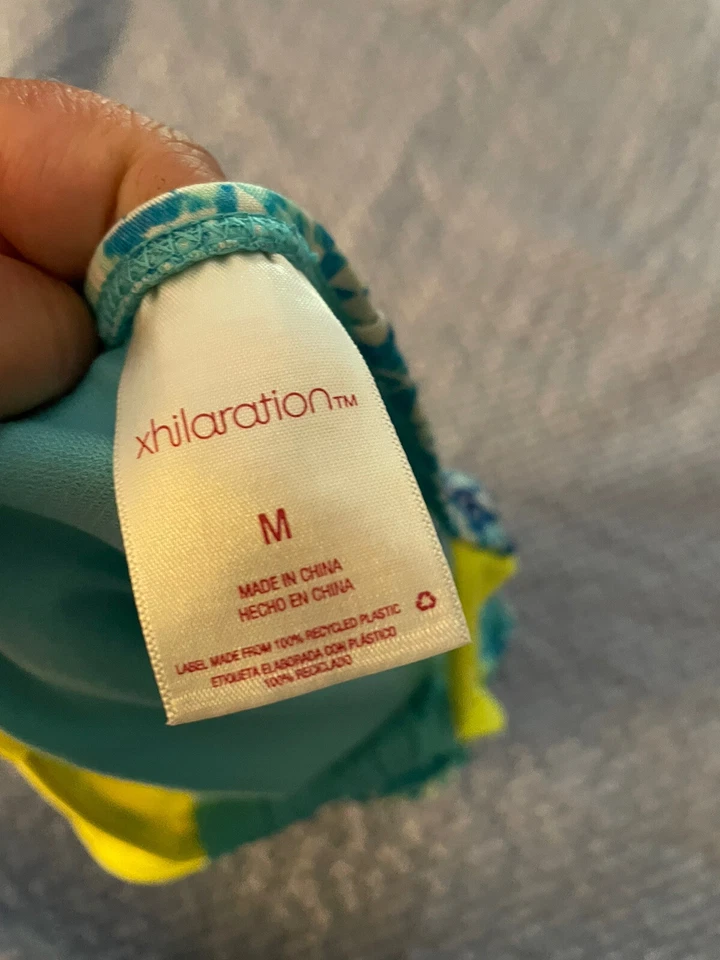 xhilaration™
M
MADE IN CHINA
HECHO EN CHINA
LABEL MADE FROM 100% RECYCLED PLASTIC
ETIQUETA ELABORADA CON PLÁSTICO
100% RECICLADO